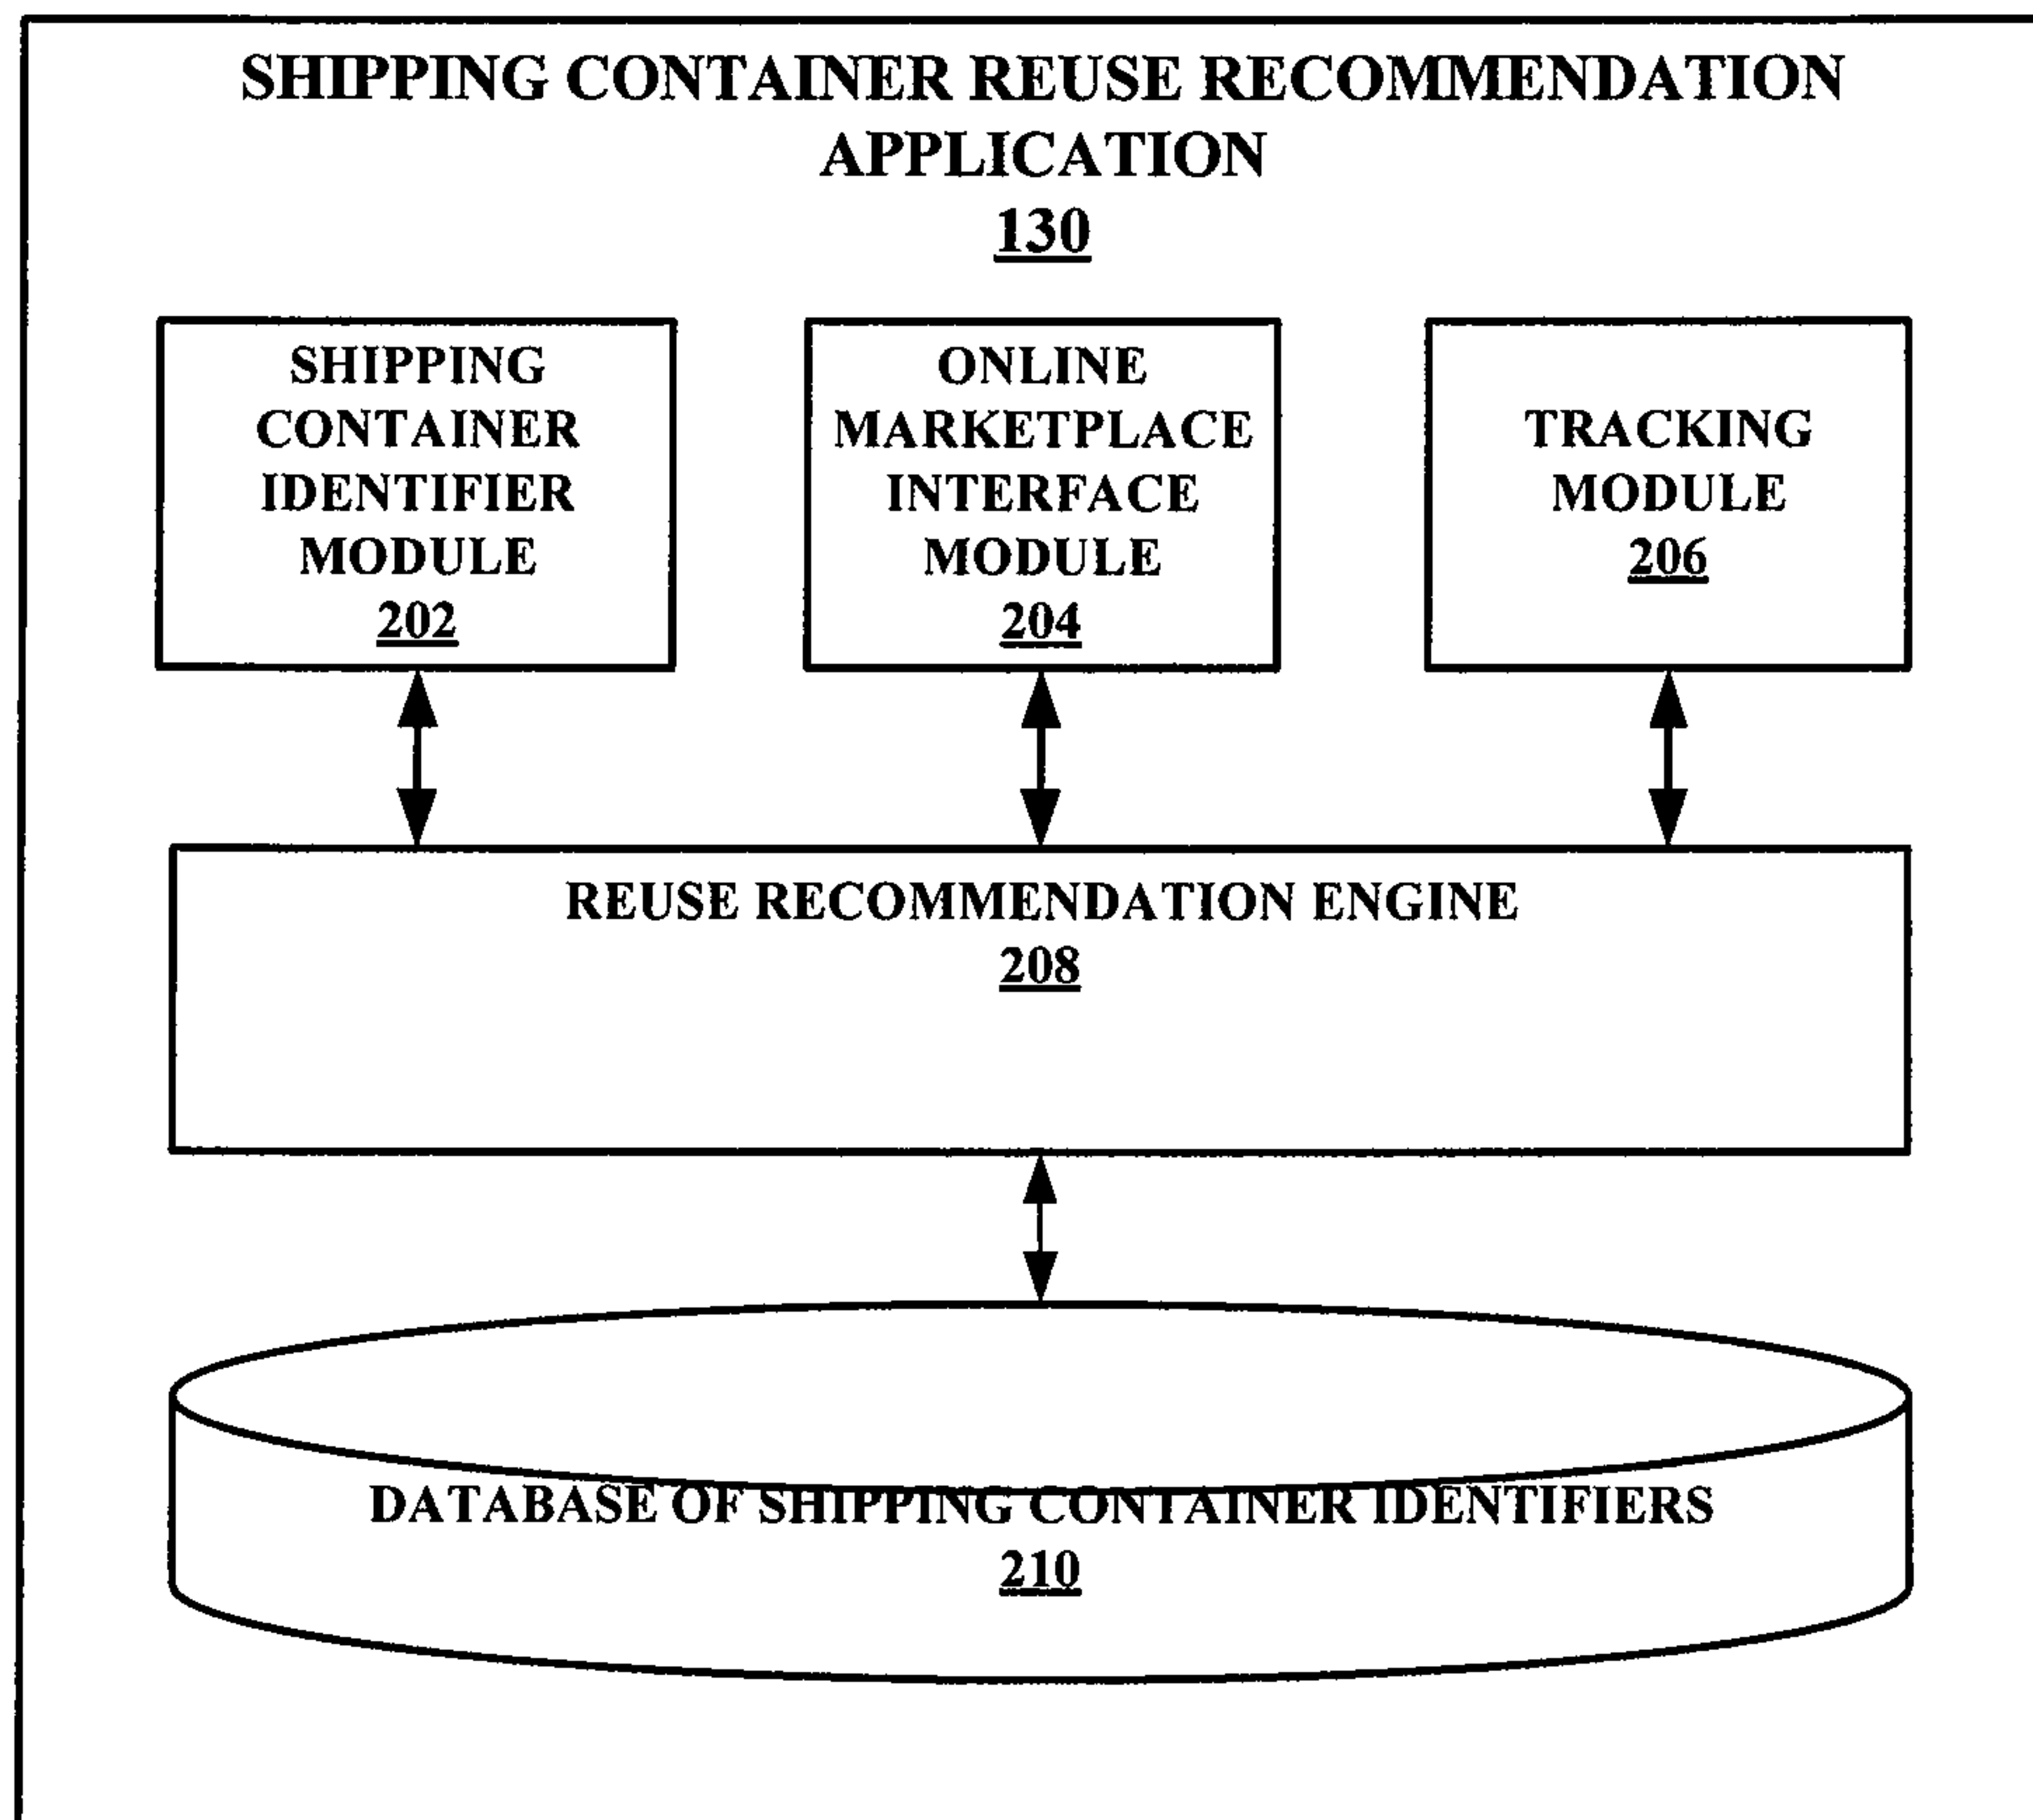 SHIPPING CONTAINER REUSE RECOMMENDATION
APPLICATION
130
SHIPPING
CONTAINER
IDENTIFIER
MODULE
202
ONLINE
MARKETPLACE
INTERFACE
MODULE
204
TRACKING
MODULE
206
REUSE RECOMMENDATION ENGINE
208
DATABASE OF SHIPPING CONTAINER IDENTIFIERS
210